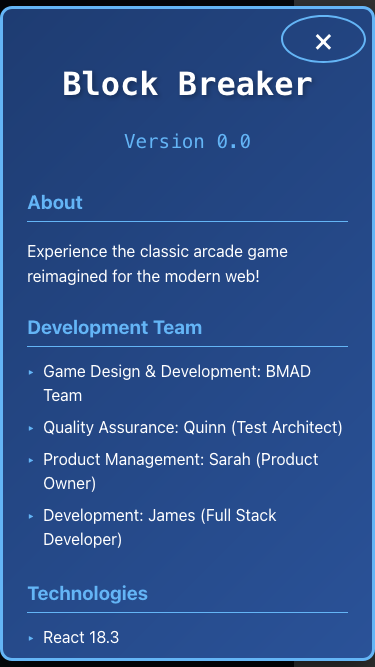 ×
Block Breaker
Version 0.0
About
Experience the classic arcade game
reimagined for the modern web!
Development Team
▸ Game Design & Development: BMAD
Team
▸ Quality Assurance: Quinn (Test Architect)
▸ Product Management: Sarah (Product
Owner)
▸ Development: James (Full Stack
Developer)
Technologies
▸ React 18.3